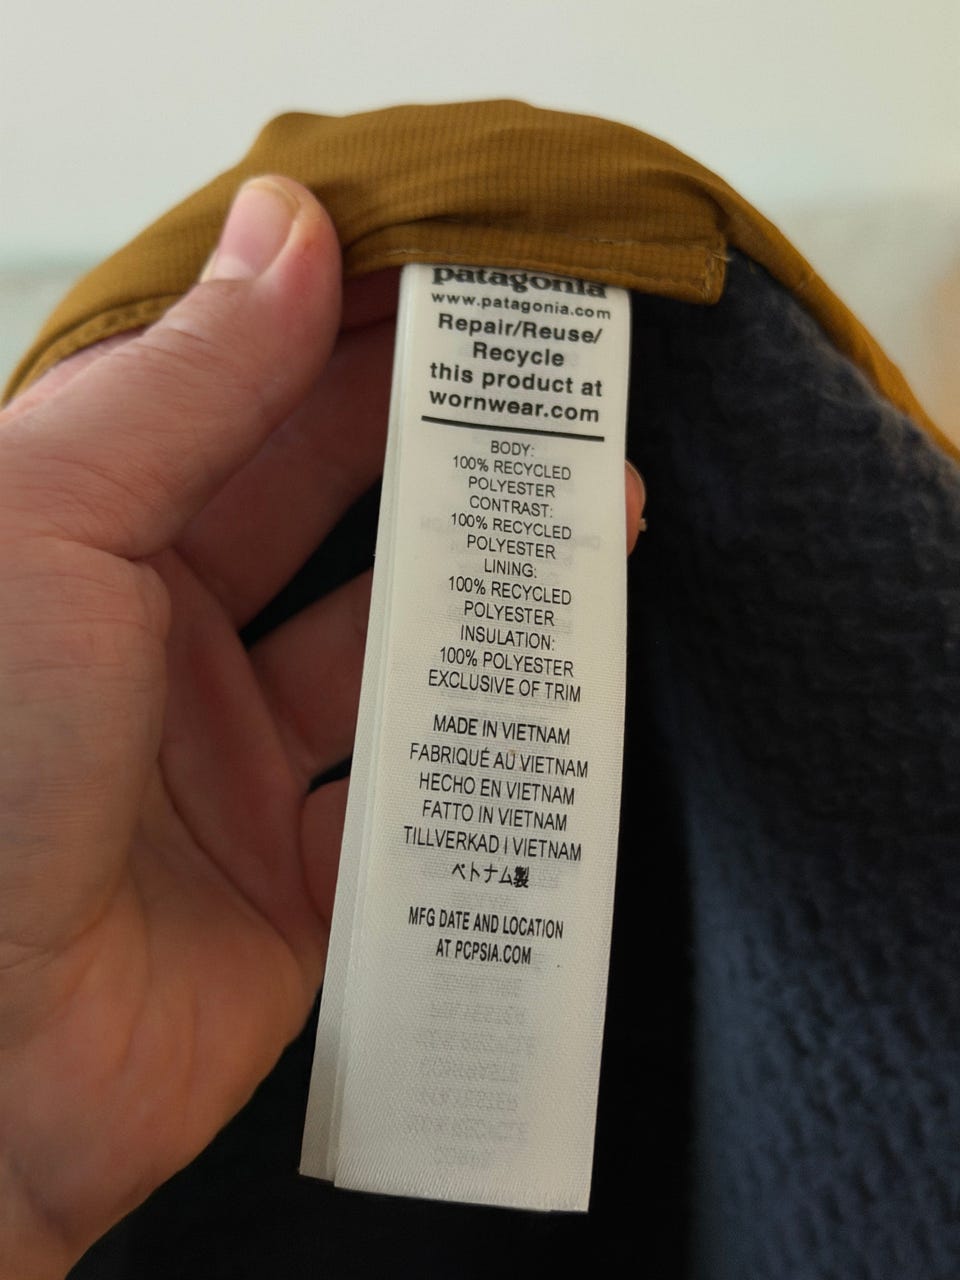 patagonia
www.patagonia.com
Repair/Reuse/
Recycle
this product at
wornwear.com
BODY:
100% RECYCLED
POLYESTER
CONTRAST:
100% RECYCLED
POLYESTER
LINING:
100% RECYCLED
POLYESTER
INSULATION:
100% POLYESTER
EXCLUSIVE OF TRIM
MADE IN VIETNAM
FABRIQUÉ AU VIETNAM
HECHO EN VIETNAM
FATTO IN VIETNAM
TILLVERKAD I VIETNAM
ベトナム製
MFG DATE AND LOCATION
AT PCPSIA.COM